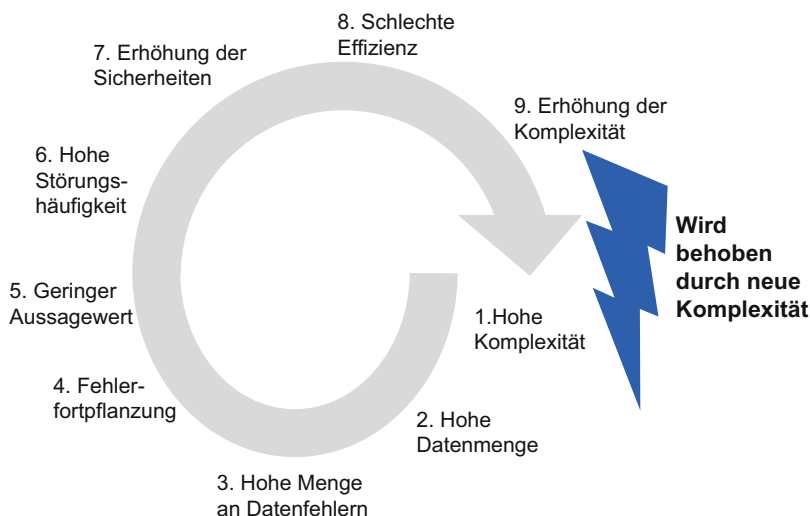 1.Hohe
Komplexität
2. Hohe
Datenmenge
3. Hohe Menge
an Datenfehlern
4. Fehler-
fortpflanzung
5. Geringer
Aussagewert
6. Hohe
Störungs-
häufigkeit
7. Erhöhung der
Sicherheiten
8. Schlechte
Effizienz
9. Erhöhung der
Komplexität
Wird
behoben
durch neue
Komplexität